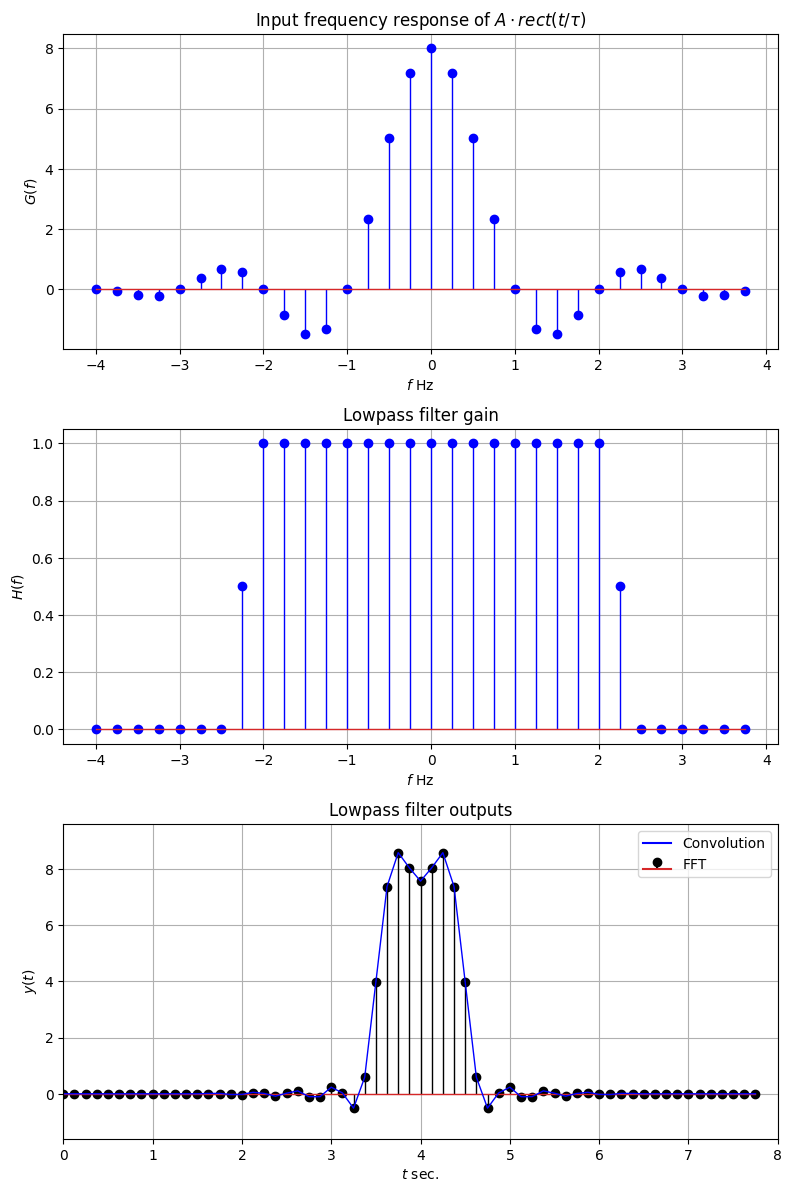 Input frequency response of A · rect(t/τ)
8
6
4
2
0
G(f)
−4 −3 −2 −1 0 1 2 3 4
f Hz
Lowpass filter gain
1.0
0.8
0.6
0.4
0.2
0.0
H(f)
−4 −3 −2 −1 0 1 2 3 4
f Hz
Lowpass filter outputs
Convolution
FFT
8
6
4
2
0
y(t)
0 1 2 3 4 5 6 7 8
t sec.